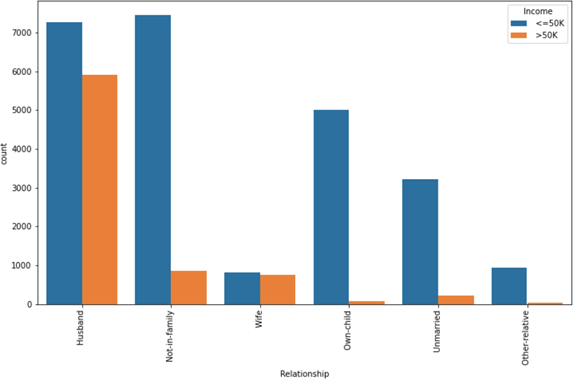 Income
<=50K
>50K
7000
6000
5000
4000
3000
2000
1000
0
count
Husband
Not-in-family
Wife
Own-child
Unmarried
Other-relative
Relationship